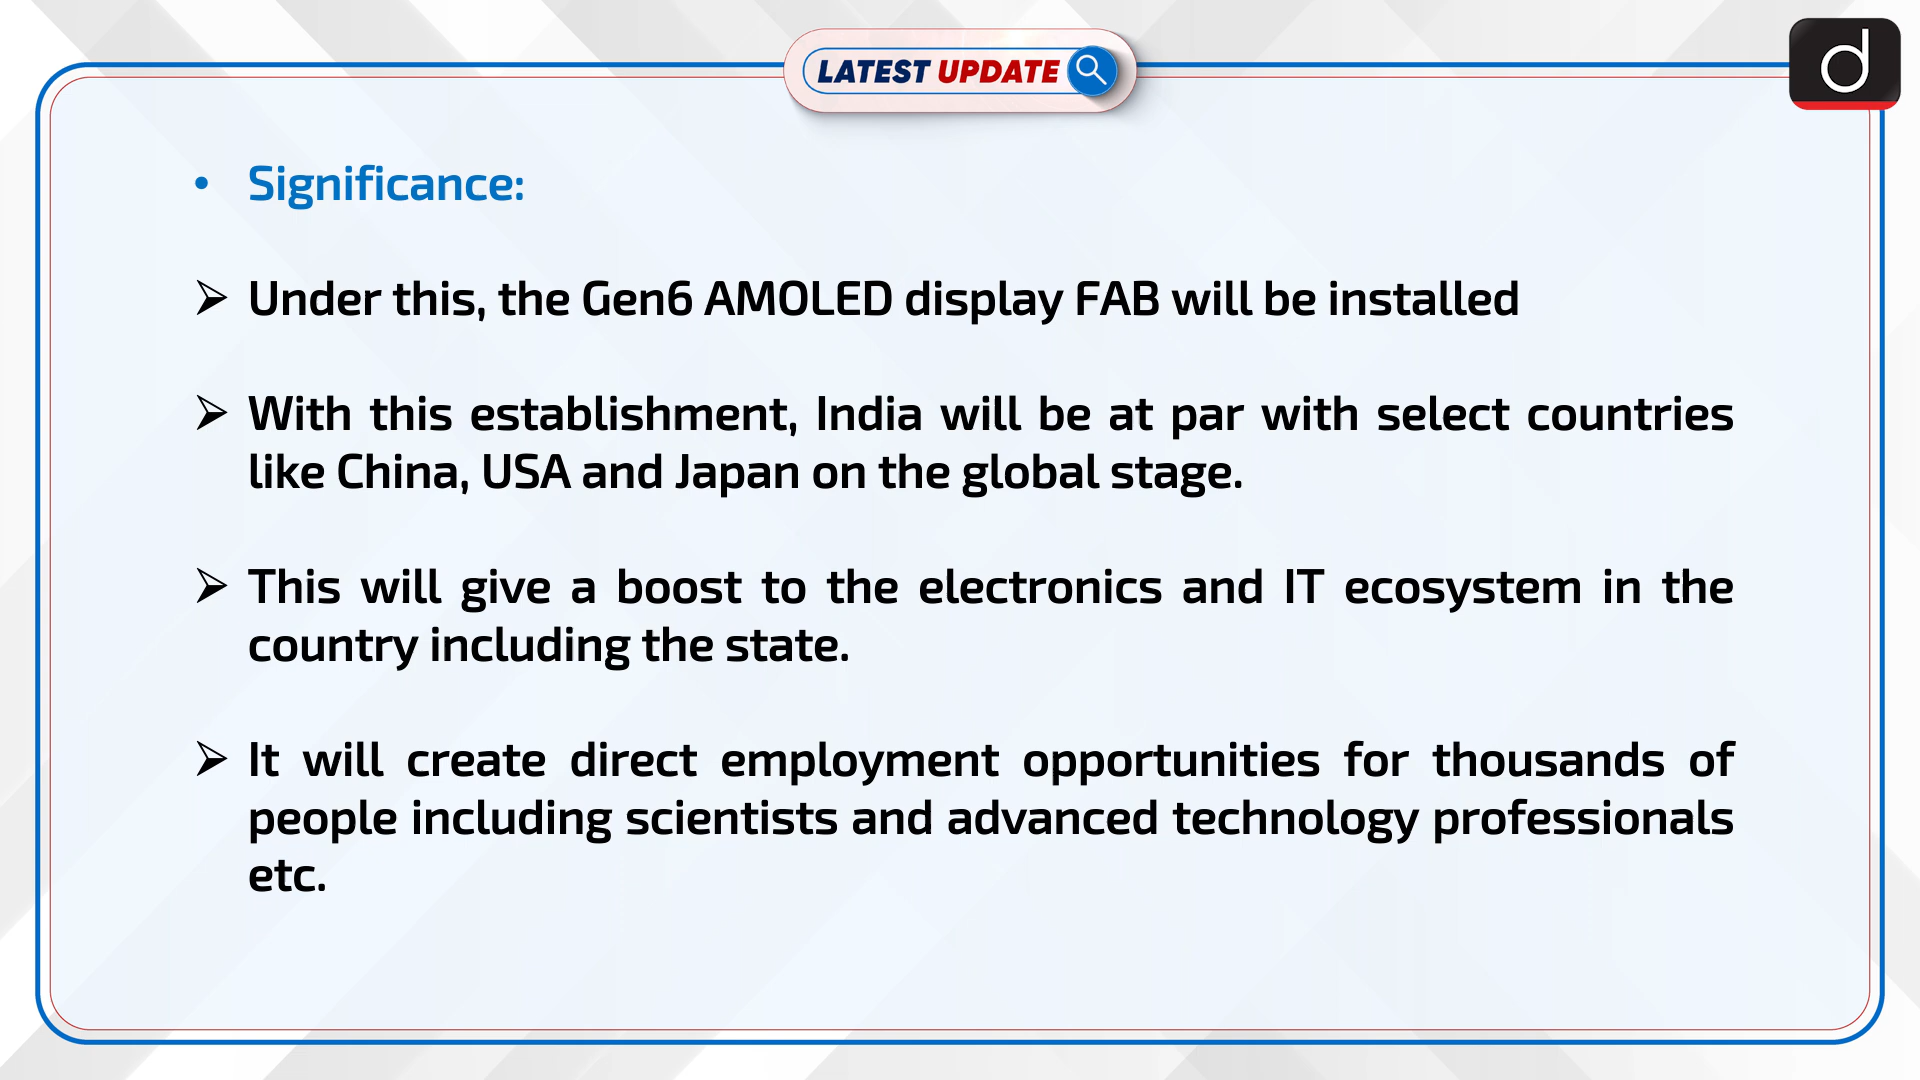 LATEST UPDATE
d
• Significance:
➢ Under this, the Gen6 AMOLED display FAB will be installed
➢ With this establishment, India will be at par with select countries
like China, USA and Japan on the global stage.
➢ This will give a boost to the electronics and IT ecosystem in the
country including the state.
➢ It will create direct employment opportunities for thousands of
people including scientists and advanced technology professionals
etc.